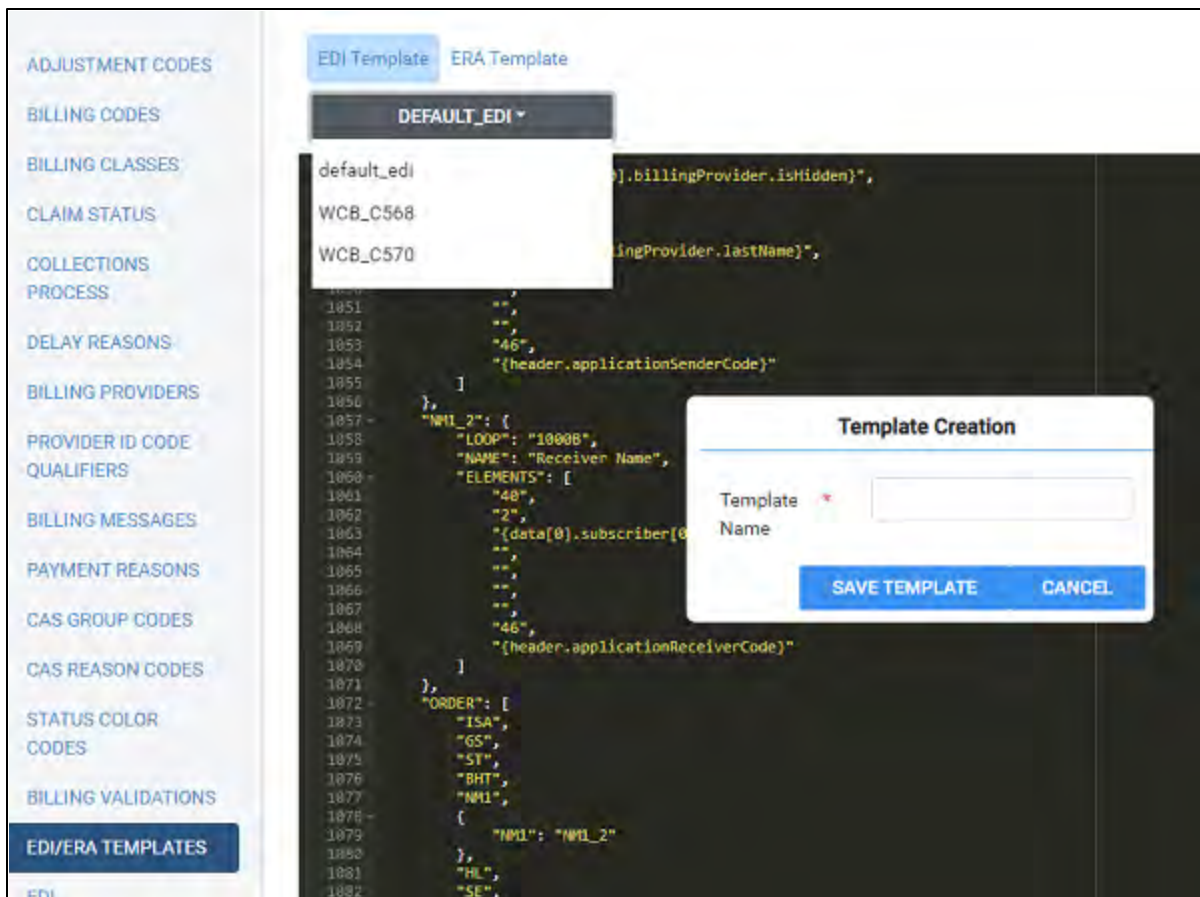 ADJUSTMENT CODES
BILLING CODES
BILLING CLASSES
CLAIM STATUS
COLLECTIONS
PROCESS
DELAY REASONS
BILLING PROVIDERS
PROVIDER ID CODE
QUALIFIERS
BILLING MESSAGES
PAYMENT REASONS
CAS GROUP CODES
CAS REASON CODES
STATUS COLOR
CODES
BILLING VALIDATIONS
EDI/ERA TEMPLATES
EDI
EDI Template ERA Template
DEFAULT_EDI
default_edi
WCB_C568
WCB_C570
].billingProvider.isHidden}",
ingProvider.lastName}",
1051 "",
1052 "",
1053 "46",
1054 "{header.applicationSenderCode}"
1055 ]
1056 },
1057 "NM1_2": {
1058 "LOOP": "1000B",
1059 "NAME": "Receiver Name",
1060 "ELEMENTS": [
1061 "40",
1062 "2",
1063 "{data[0].subscriber[0
1064 "",
1065 "",
1066 "",
1067 "",
1068 "46",
1069 "{header.applicationReceiverCode}"
1070 ]
1071 },
1072 "ORDER": [
1073 "ISA",
1074 "GS",
1075 "ST",
1076 "BHT",
1077 "NM1",
1078 {
1079 "NM1": "NM1_2"
1080 },
1081 "HL",
1082 "SE",
Template Creation
Template *
Name
SAVE TEMPLATE CANCEL